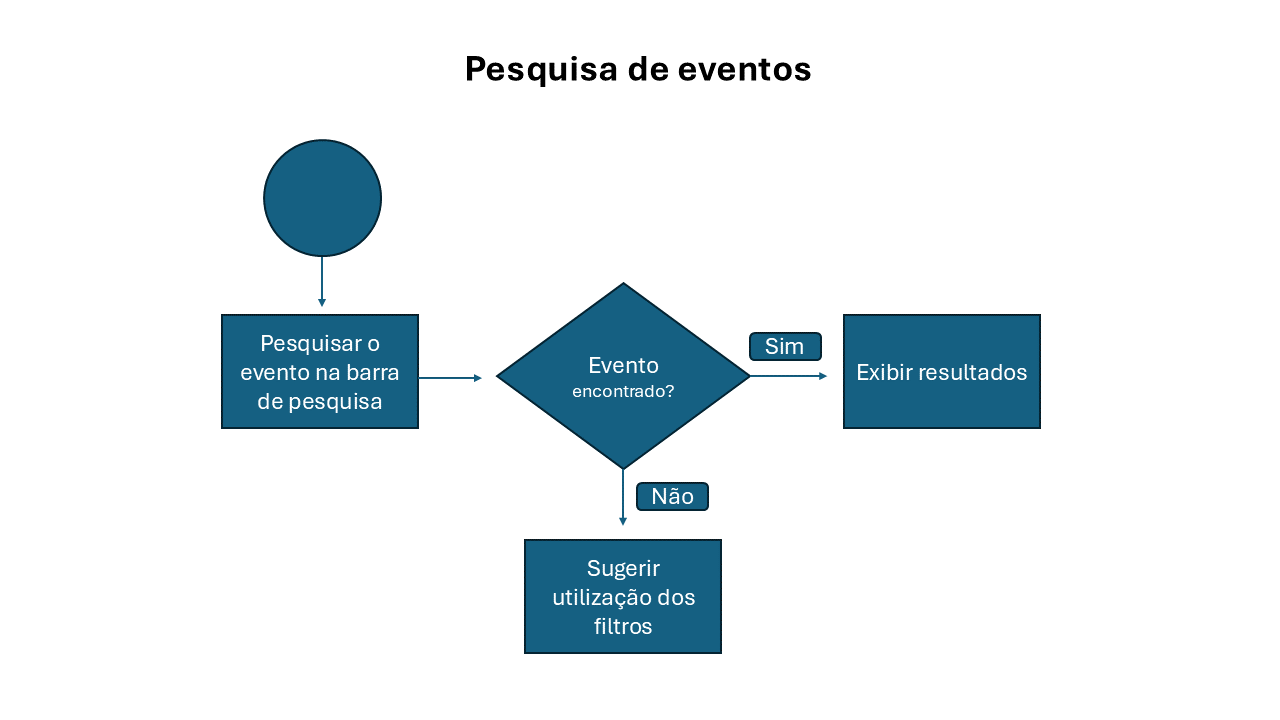 Pesquisa de eventos
Pesquisar o
evento na barra
de pesquisa
Evento
encontrado?
Sim
Exibir resultados
Não
Sugerir
utilização dos
filtros